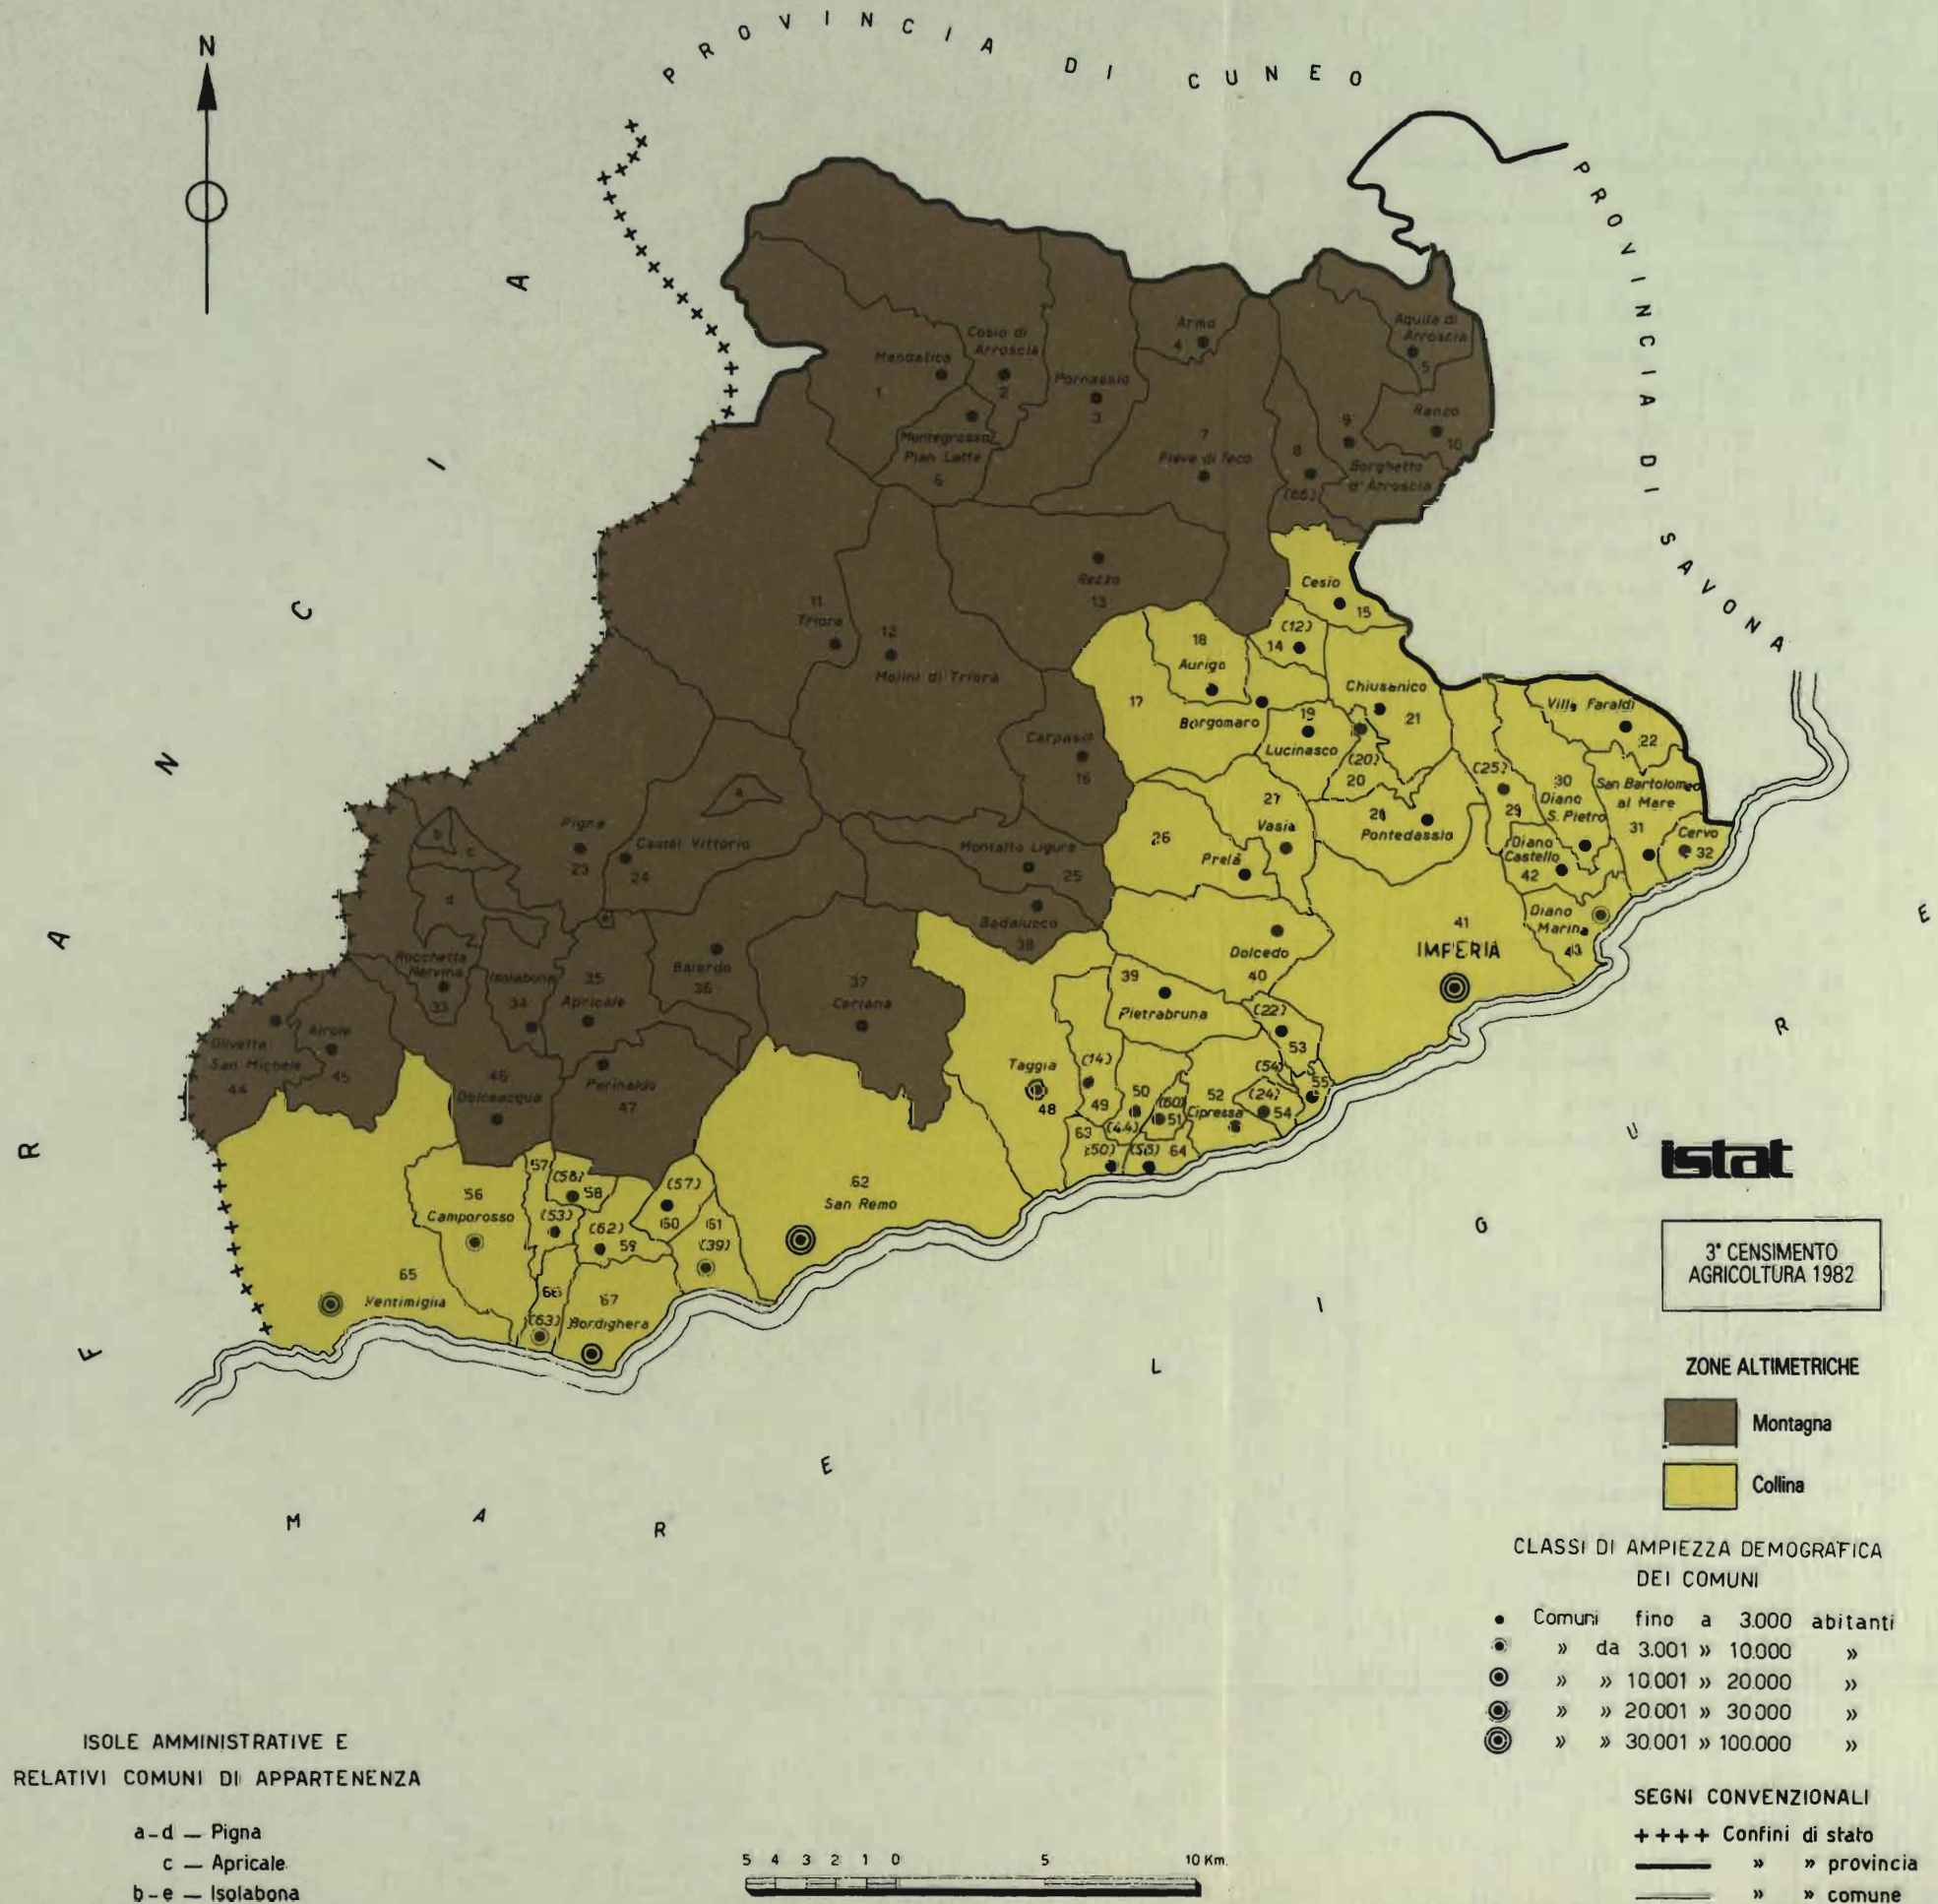 N
PROVINCIA DI CUNEO
PROVINCIA DI SAVONA
FRANCIA
MARE LIGURE
Armo
4
Aquila di
Arroscia
5
Cosio di
Arroscia
2
Mendatica
1
Pornassio
3
Ranzo
10
Montegrosso
Pian Latte
6
7
Pieve di Teco
8
(66)
9
Borghetto
d'Arroscia
Rezzo
13
Cesio
15
11
Triora
12
Molini di Triora
(12)
14
18
Aurigo
17
Borgomaro
19
Lucinasco
Chiusanico
21
(20)
20
Villa Faraldi
22
Carpasio
16
a
(25)
29
30
Diano
S. Pietro
San Bartolomeo
al Mare
31
Cervo
32
27
Vasia
28
Pontedassio
26
Prelà
b
c
Pigna
23
Castel Vittorio
24
Montalto Ligure
25
Diano
Castello
42
d
e
Badalucco
38
Diano
Marina
43
41
IMPERIA
Dolcedo
40
Rocchetta
Nervina
33
Isolabona
34
35
Apricale
Baiardo
36
37
Ceriana
39
Pietrabruna
(22)
53
Olivetta
San Michele
44
Airole
45
46
Dolceacqua
Perinaldo
47
Taggia
48
(14)
49
50
(44)
(60)
51
52
Cipressa
(54)
(24)
54
55
63
(50)
(56)
64
57
(58)
58
(57)
60
56
Camporosso
(53)
(62)
59
61
(39)
62
San Remo
65
Ventimiglia
66
(63)
67
Bordighera
istat
3° CENSIMENTO
AGRICOLTURA 1982
ZONE ALTIMETRICHE
Montagna
Collina
CLASSI DI AMPIEZZA DEMOGRAFICA
DEI COMUNI
Comuni fino a 3.000 abitanti
» da 3.001 » 10.000 »
» » 10.001 » 20.000 »
» » 20.001 » 30.000 »
» » 30.001 » 100.000 »
SEGNI CONVENZIONALI
++++ Confini di stato
» » provincia
» » comune
ISOLE AMMINISTRATIVE E
RELATIVI COMUNI DI APPARTENENZA
a-d — Pigna
c — Apricale
b-e — Isolabona
5 4 3 2 1 0 5 10 Km.